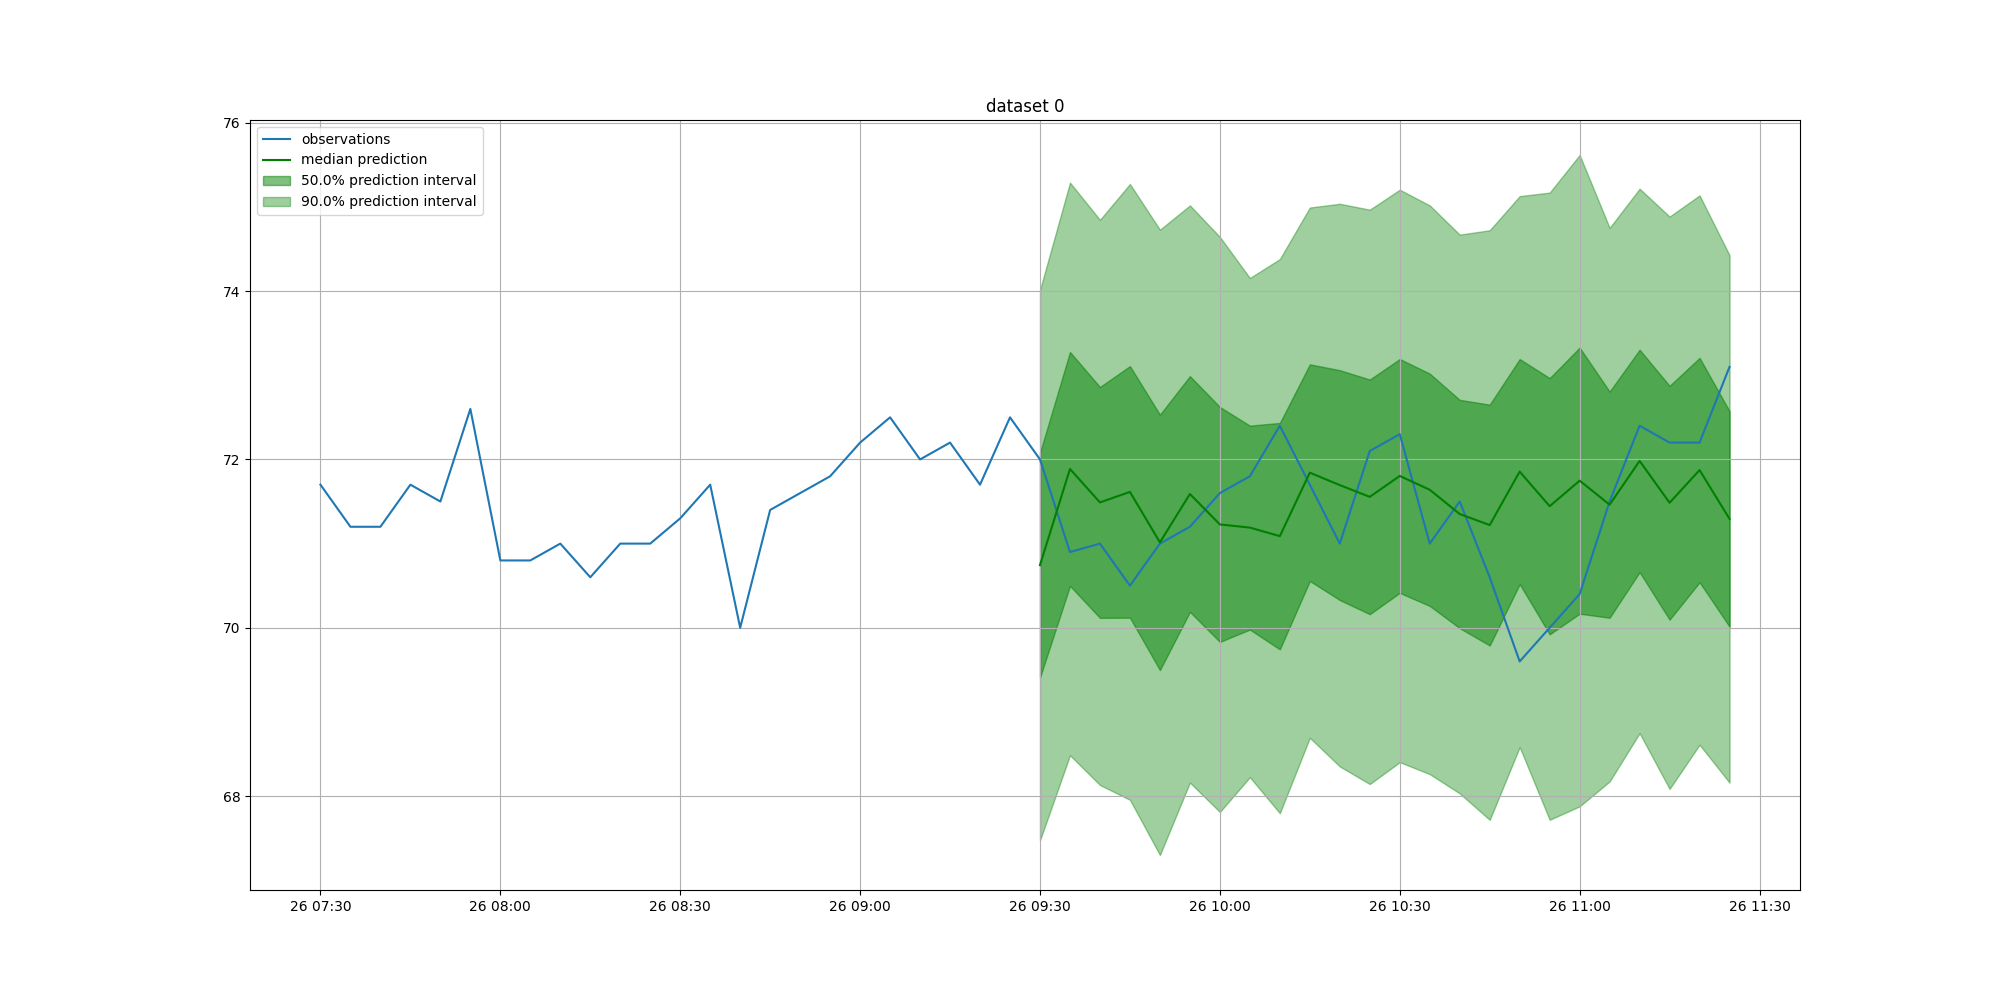 dataset 0
76
74
72
70
68
observations
median prediction
50.0% prediction interval
90.0% prediction interval
26 07:30 26 08:00 26 08:30 26 09:00 26 09:30 26 10:00 26 10:30 26 11:00 26 11:30